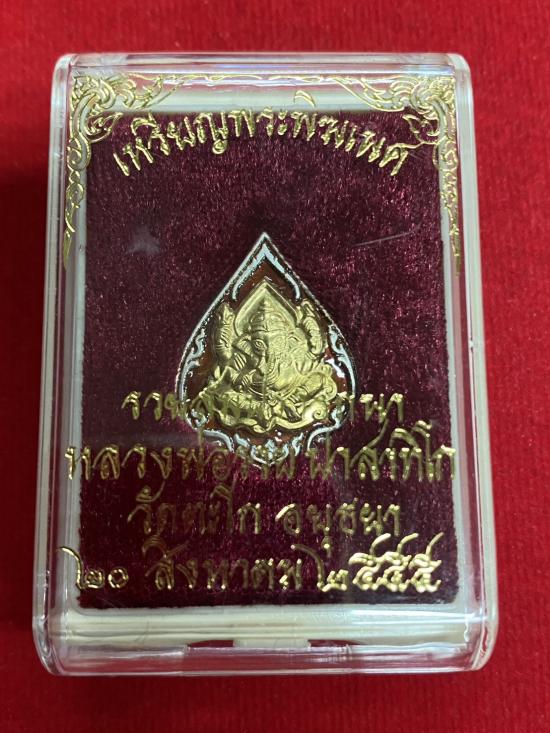 เหรียญพระพิฆเนศ
หลวงพ่อรวย ปาสาทิโก
วัดตะโก อยุธยา
๒๐ สิงหาคม ๒๕๕๕